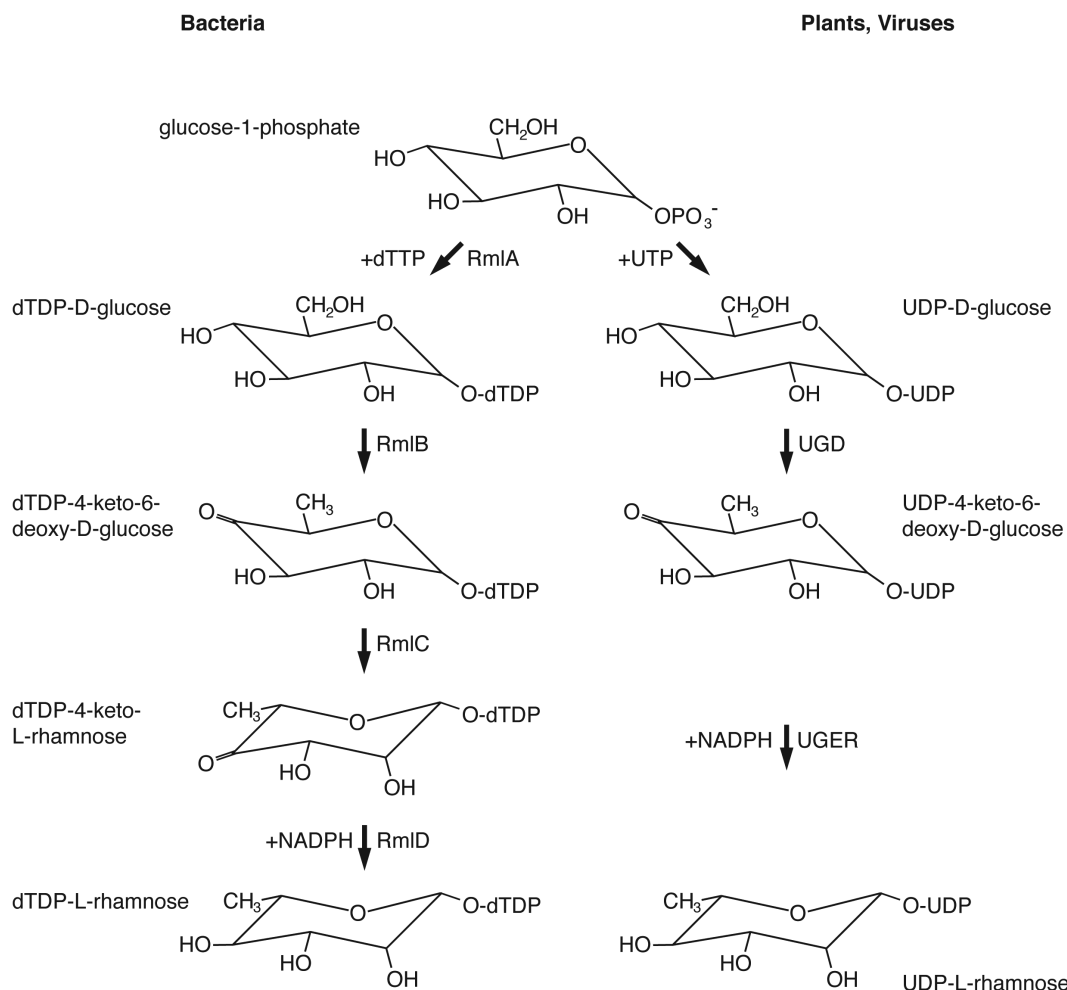 Bacteria
Plants, Viruses
glucose-1-phosphate
CH₂OH
O
HO
HO
OH
OPO₃⁻
+dTTP
RmlA
+UTP
dTDP-D-glucose
CH₂OH
O
HO
HO
OH
O-dTDP
CH₂OH
O
HO
HO
OH
O-UDP
UDP-D-glucose
RmlB
UGD
dTDP-4-keto-6-
deoxy-D-glucose
O
CH₃
O
HO
OH
O-dTDP
O
CH₃
O
HO
OH
O-UDP
UDP-4-keto-6-
deoxy-D-glucose
RmlC
dTDP-4-keto-
L-rhamnose
CH₃
O
O-dTDP
O
HO
OH
+NADPH
UGER
+NADPH
RmlD
dTDP-L-rhamnose
CH₃
O
O-dTDP
HO
HO
OH
CH₃
O
O-UDP
HO
HO
OH
UDP-L-rhamnose